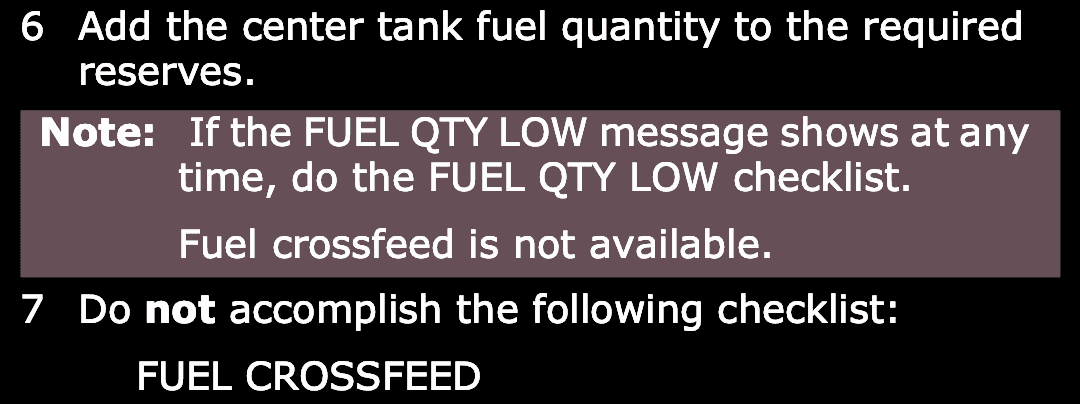 6 Add the center tank fuel quantity to the required
reserves.
Note: If the FUEL QTY LOW message shows at any
time, do the FUEL QTY LOW checklist.
Fuel crossfeed is not available.
7 Do not accomplish the following checklist:
FUEL CROSSFEED